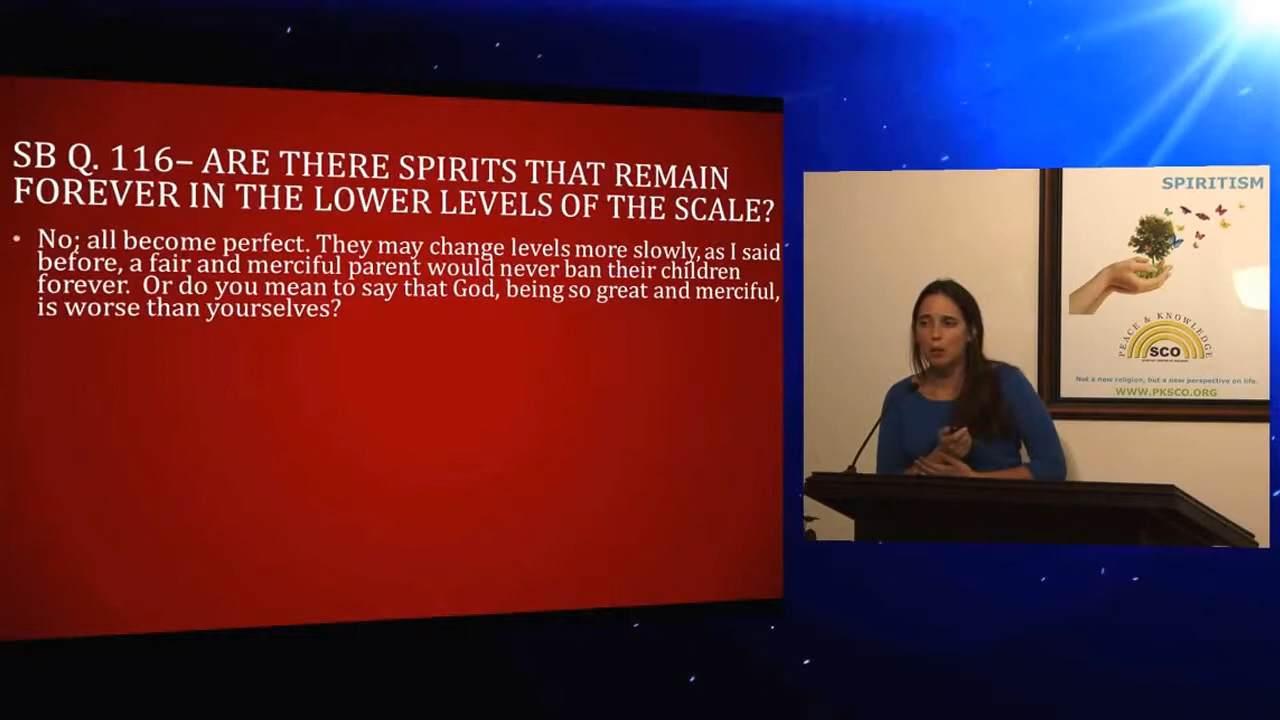 SB Q. 116– ARE THERE SPIRITS THAT REMAIN
FOREVER IN THE LOWER LEVELS OF THE SCALE?
• No; all become perfect. They may change levels more slowly, as I said
before, a fair and merciful parent would never ban their children
forever. Or do you mean to say that God, being so great and merciful,
is worse than yourselves?
SPIRITISM
PEACE & KNOWLEDGE
SCO
Not a new religion, but a new perspective on life.
WWW.PKSCO.ORG